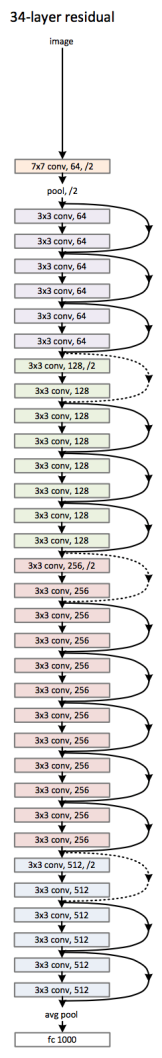 34-layer residual
image
7x7 conv, 64, /2
pool, /2
3x3 conv, 64
3x3 conv, 64
3x3 conv, 64
3x3 conv, 64
3x3 conv, 64
3x3 conv, 64
3x3 conv, 128, /2
3x3 conv, 128
3x3 conv, 128
3x3 conv, 128
3x3 conv, 128
3x3 conv, 128
3x3 conv, 128
3x3 conv, 128
3x3 conv, 256, /2
3x3 conv, 256
3x3 conv, 256
3x3 conv, 256
3x3 conv, 256
3x3 conv, 256
3x3 conv, 256
3x3 conv, 256
3x3 conv, 256
3x3 conv, 256
3x3 conv, 256
3x3 conv, 256
3x3 conv, 512, /2
3x3 conv, 512
3x3 conv, 512
3x3 conv, 512
3x3 conv, 512
3x3 conv, 512
avg pool
fc 1000